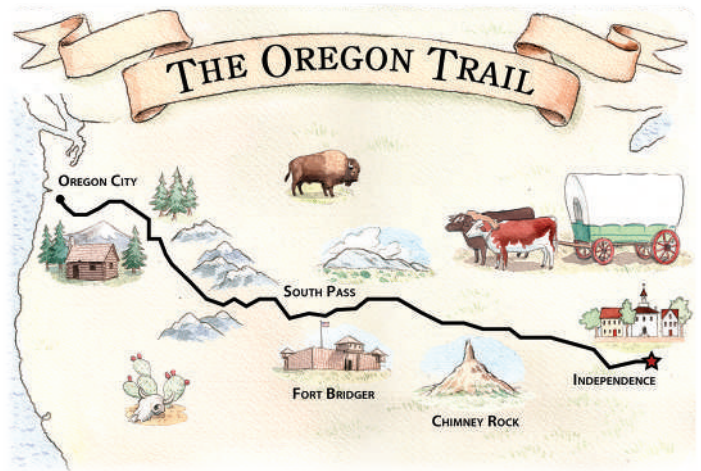 THE OREGON TRAIL
OREGON CITY
SOUTH PASS
FORT BRIDGER
CHIMNEY ROCK
INDEPENDENCE